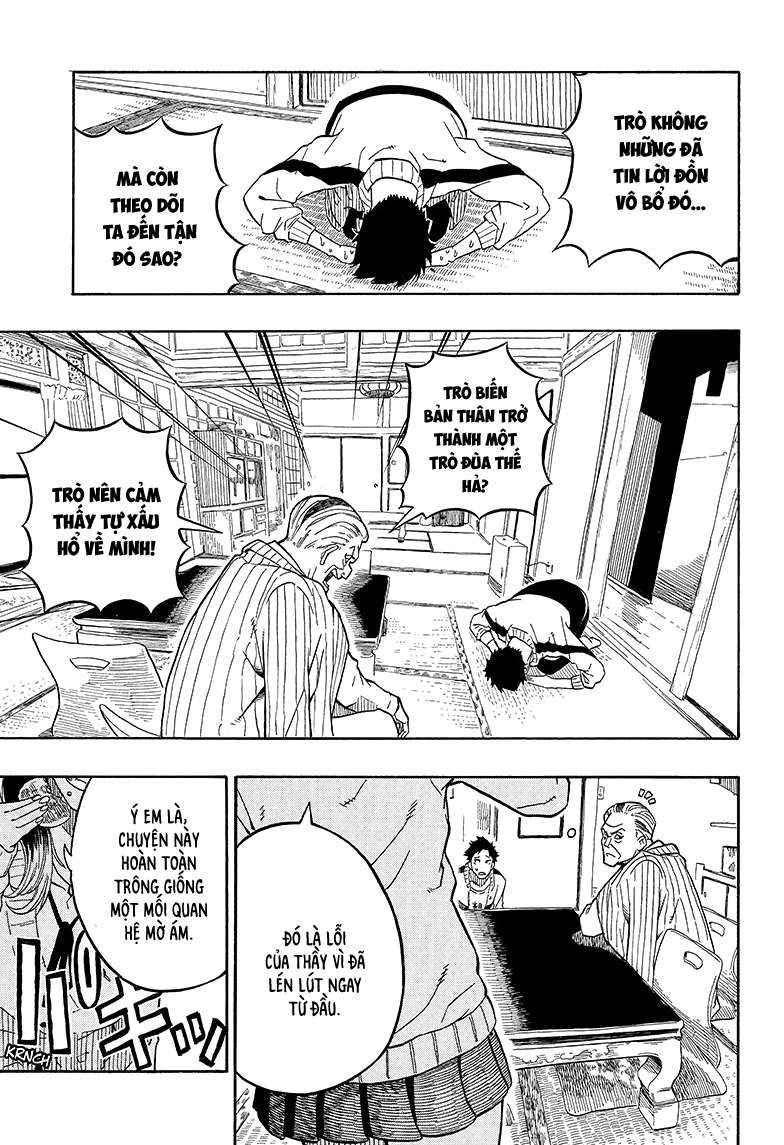 TRÒ KHÔNG
NHỮNG ĐÃ
TIN LỜI ĐỒN
VÔ BỔ ĐÓ...
MÀ CÒN
THEO DÕI
TA ĐẾN TẬN
ĐÓ SAO?
TRÒ BIẾN
BẢN THÂN TRỞ
THÀNH MỘT
TRÒ ĐÙA THẾ
HẢ?
TRÒ NÊN CẢM
THẤY TỰ XẤU
HỔ VỀ MÌNH!
ĐÓ LÀ LỖI
CỦA THẦY VÌ ĐÃ
LÉN LÚT NGAY
TỪ ĐẦU.
Ý EM LÀ,
CHUYỆN NÀY
HOÀN TOÀN
TRÔNG GIỐNG
MỘT MỐI QUAN
HỆ MỜ ÁM.
KRNCH